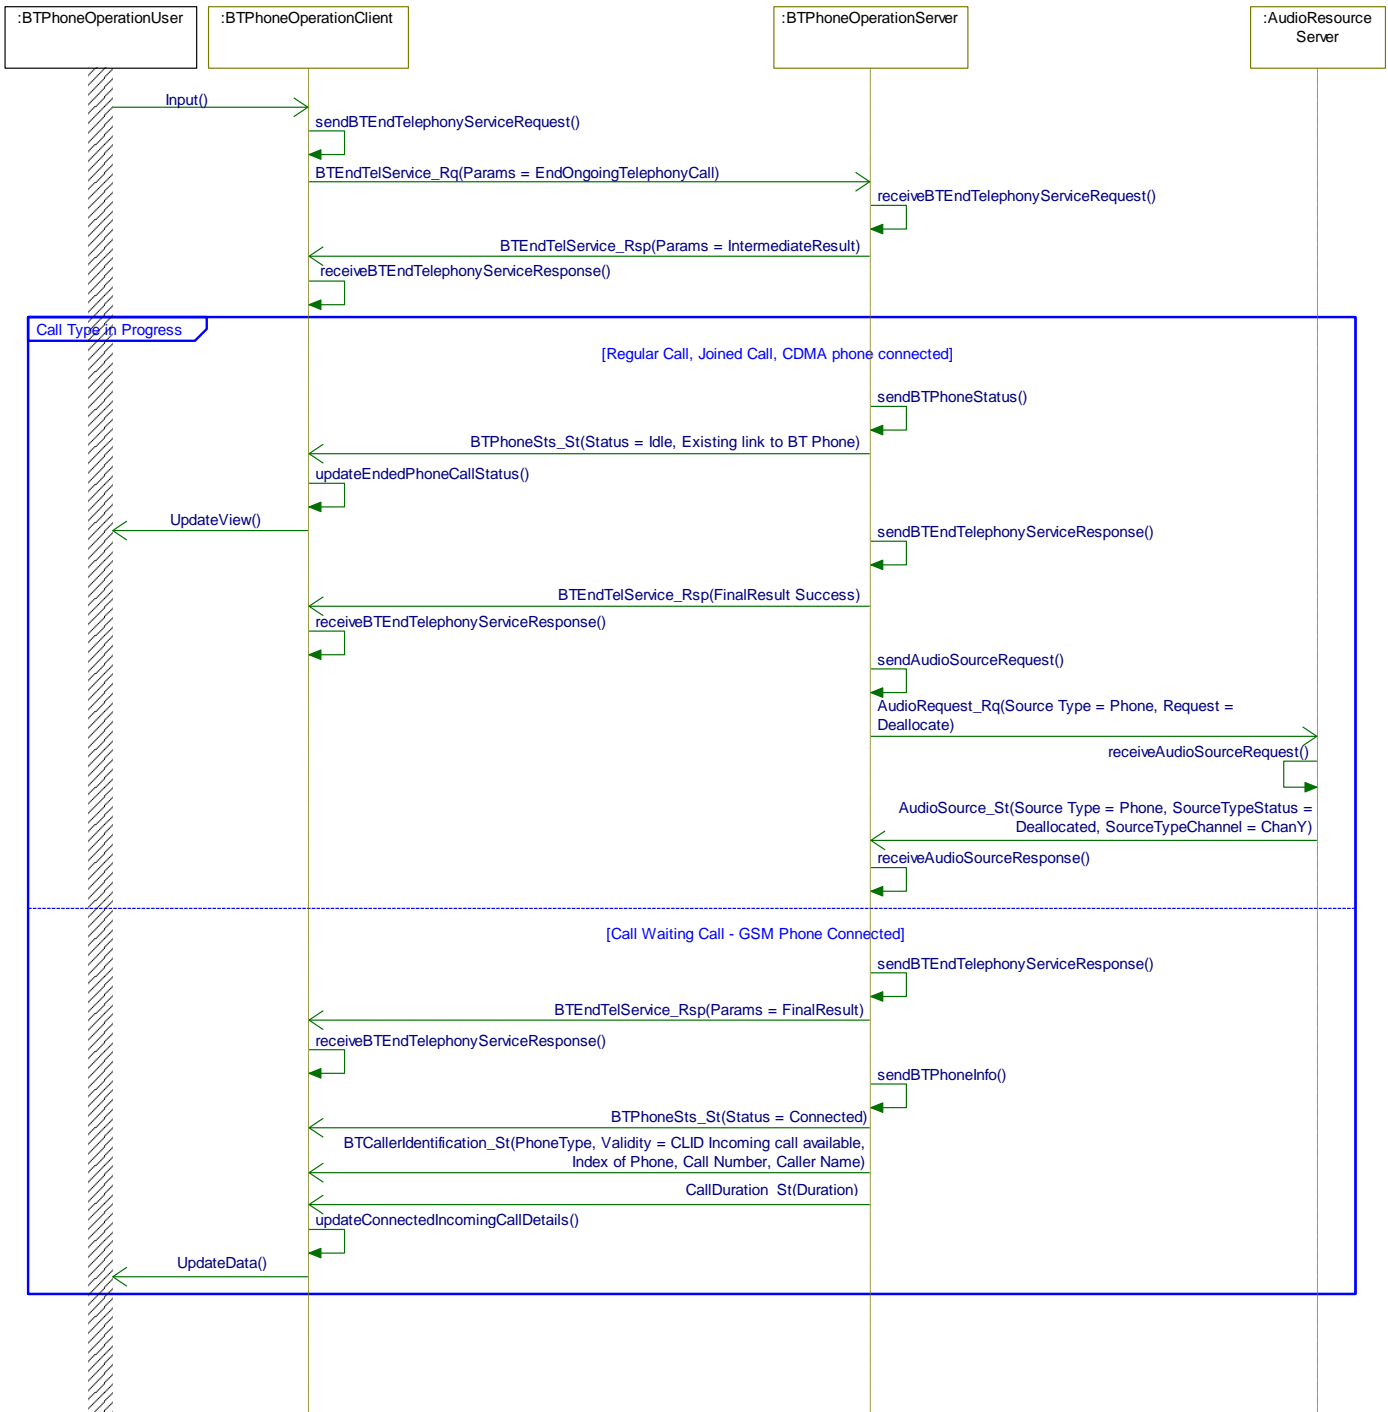 :BTPhoneOperationUser
:BTPhoneOperationClient
:BTPhoneOperationServer
:AudioResource
Server
Input()
sendBTEndTelephonyServiceRequest()
BTEndTelService_Rq(Params = EndOngoingTelephonyCall)
receiveBTEndTelephonyServiceRequest()
BTEndTelService_Rsp(Params = IntermediateResult)
receiveBTEndTelephonyServiceResponse()
Call Type in Progress
[Regular Call, Joined Call, CDMA phone connected]
sendBTPhoneStatus()
BTPhoneSts_St(Status = Idle, Existing link to BT Phone)
updateEndedPhoneCallStatus()
UpdateView()
sendBTEndTelephonyServiceResponse()
BTEndTelService_Rsp(FinalResult Success)
receiveBTEndTelephonyServiceResponse()
sendAudioSourceRequest()
AudioRequest_Rq(Source Type = Phone, Request =
Deallocate)
receiveAudioSourceRequest()
AudioSource_St(Source Type = Phone, SourceTypeStatus =
Deallocated, SourceTypeChannel = ChanY)
receiveAudioSourceResponse()
[Call Waiting Call - GSM Phone Connected]
sendBTEndTelephonyServiceResponse()
BTEndTelService_Rsp(Params = FinalResult)
receiveBTEndTelephonyServiceResponse()
sendBTPhoneInfo()
BTPhoneSts_St(Status = Connected)
BTCallerIdentification_St(PhoneType, Validity = CLID Incoming call available,
Index of Phone, Call Number, Caller Name)
CallDuration_St(Duration)
updateConnectedIncomingCallDetails()
UpdateData()